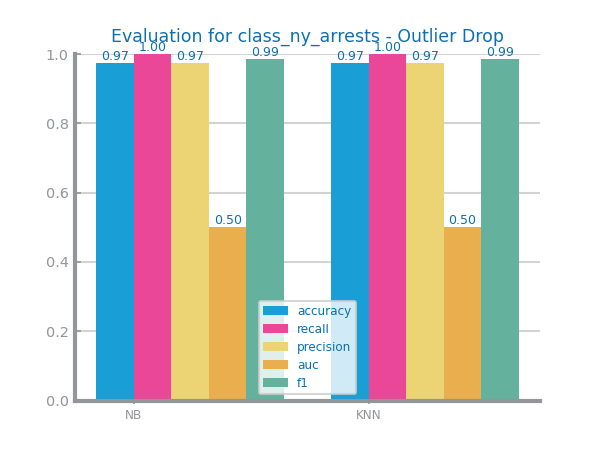 Evaluation for class_ny_arrests - Outlier Drop
0.97 1.00 0.97 0.50 0.99 0.97 1.00 0.97 0.50 0.99
1.0
0.8
0.6
0.4
0.2
0.0
accuracy
recall
precision
auc
f1
NB KNN